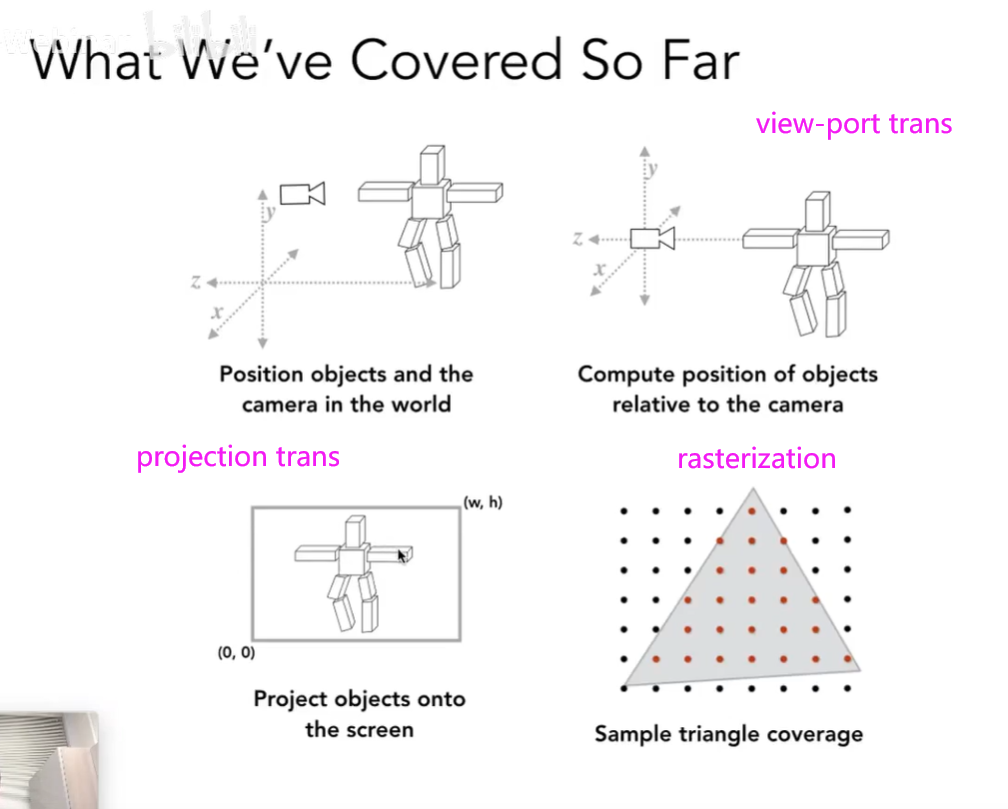 Webinar bilibili
What We've Covered So Far
view-port trans
y
z
x
y
z
x
Position objects and the
camera in the world
Compute position of objects
relative to the camera
projection trans
rasterization
(w, h)
(0, 0)
Project objects onto
the screen
Sample triangle coverage